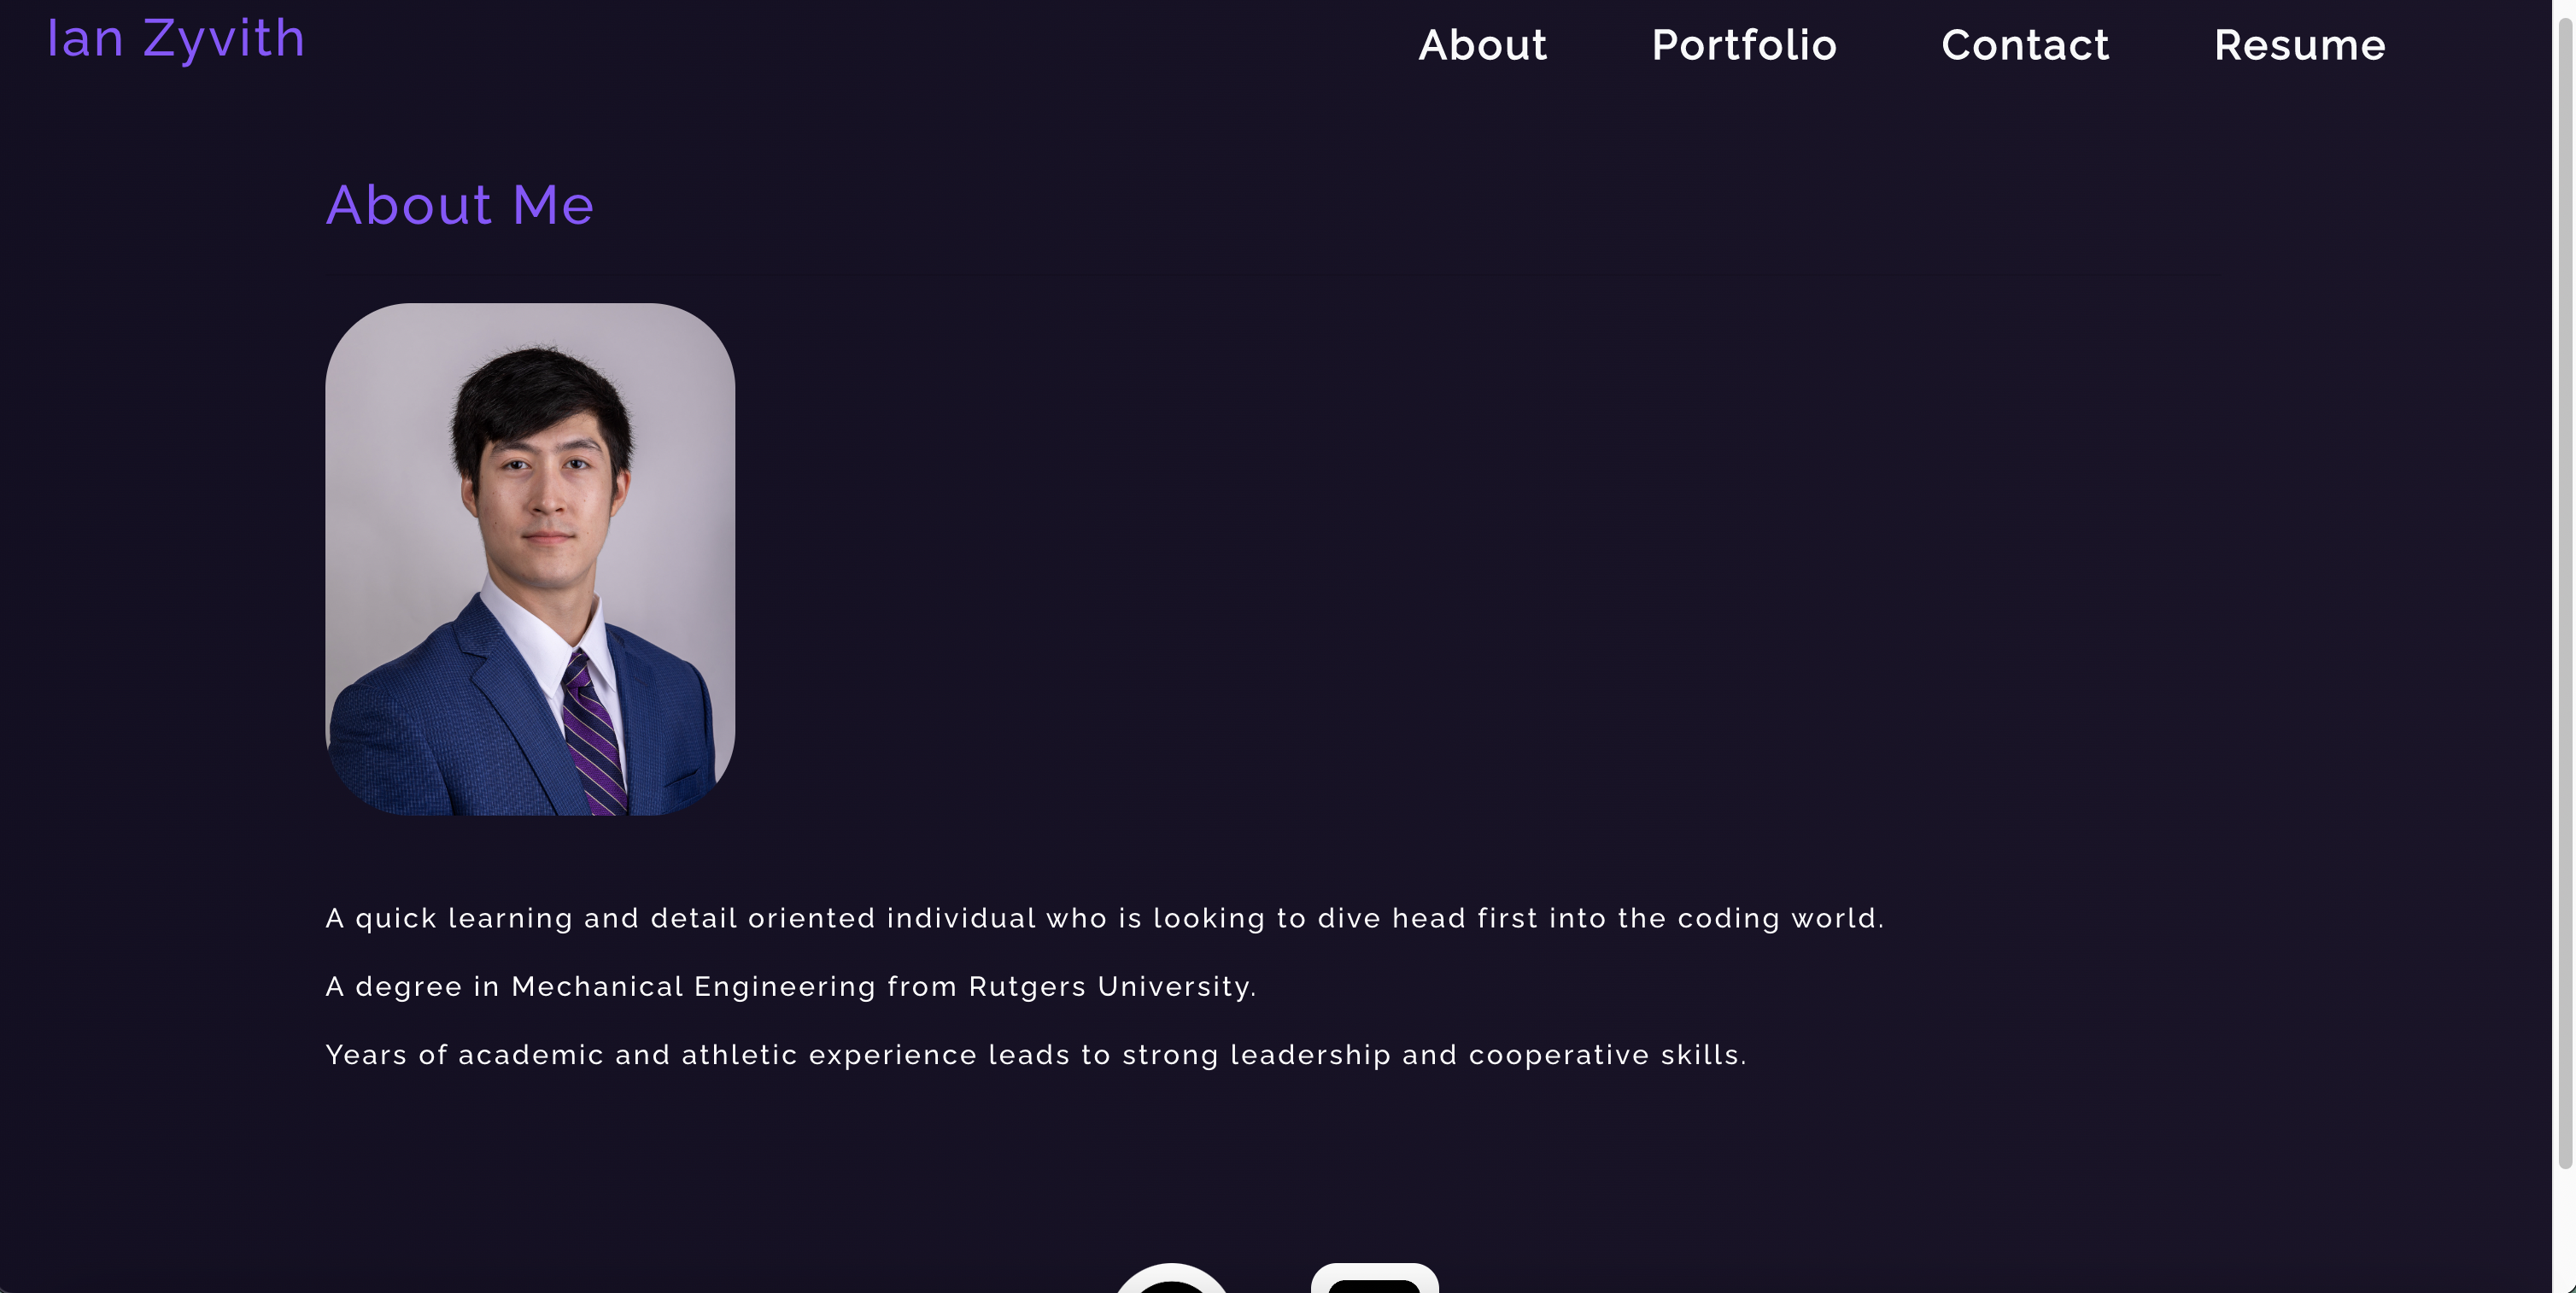 Ian Zyvith
About
Portfolio
Contact
Resume
About Me
A quick learning and detail oriented individual who is looking to dive head first into the coding world.
A degree in Mechanical Engineering from Rutgers University.
Years of academic and athletic experience leads to strong leadership and cooperative skills.